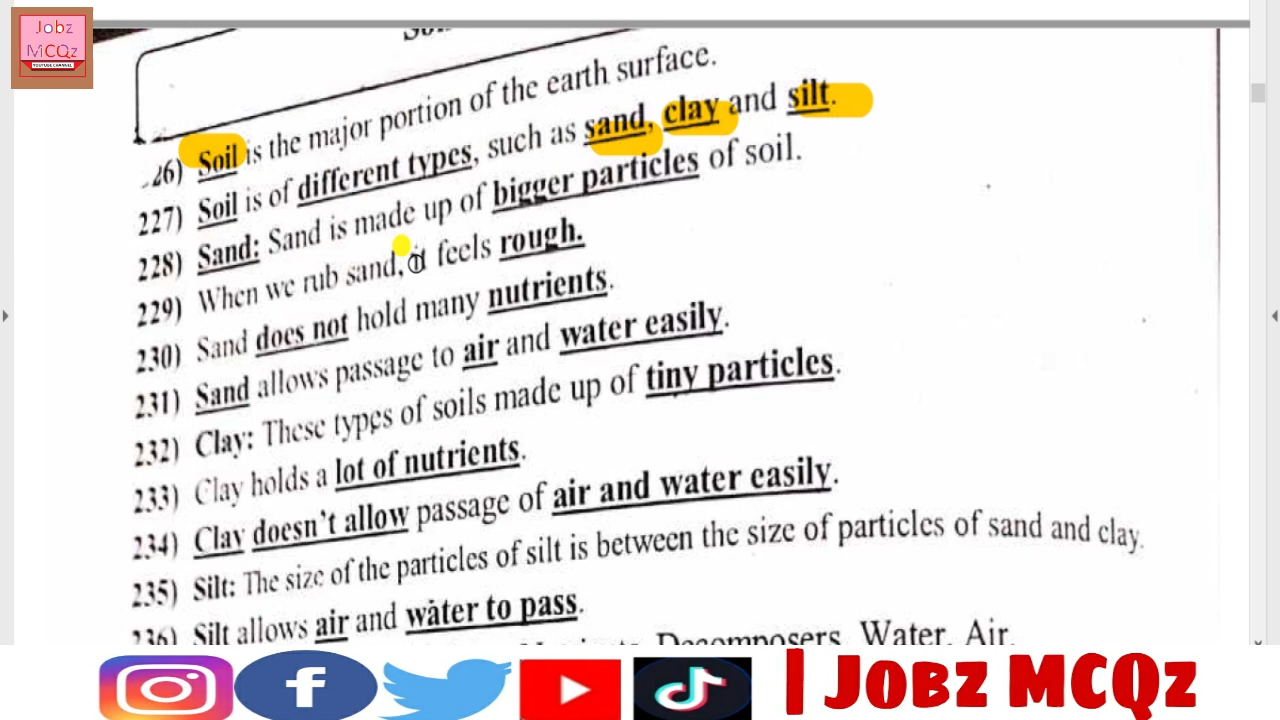 Jobz
MCQz
YOUTUBE CHANNEL
26) Soil is the major portion of the earth surface.
227) Soil is of different types, such as sand, clay and silt.
228) Sand: Sand is made up of bigger particles of soil.
229) When we rub sand, it feels rough.
230) Sand does not hold many nutrients.
231) Sand allows passage to air and water easily.
232) Clay: These types of soils made up of tiny particles.
233) Clay holds a lot of nutrients.
234) Clay doesn't allow passage of air and water easily.
235) Silt: The size of the particles of silt is between the size of particles of sand and clay.
236) Silt allows air and water to pass.
Decomposers, Water, Air.
| Jobz MCQz